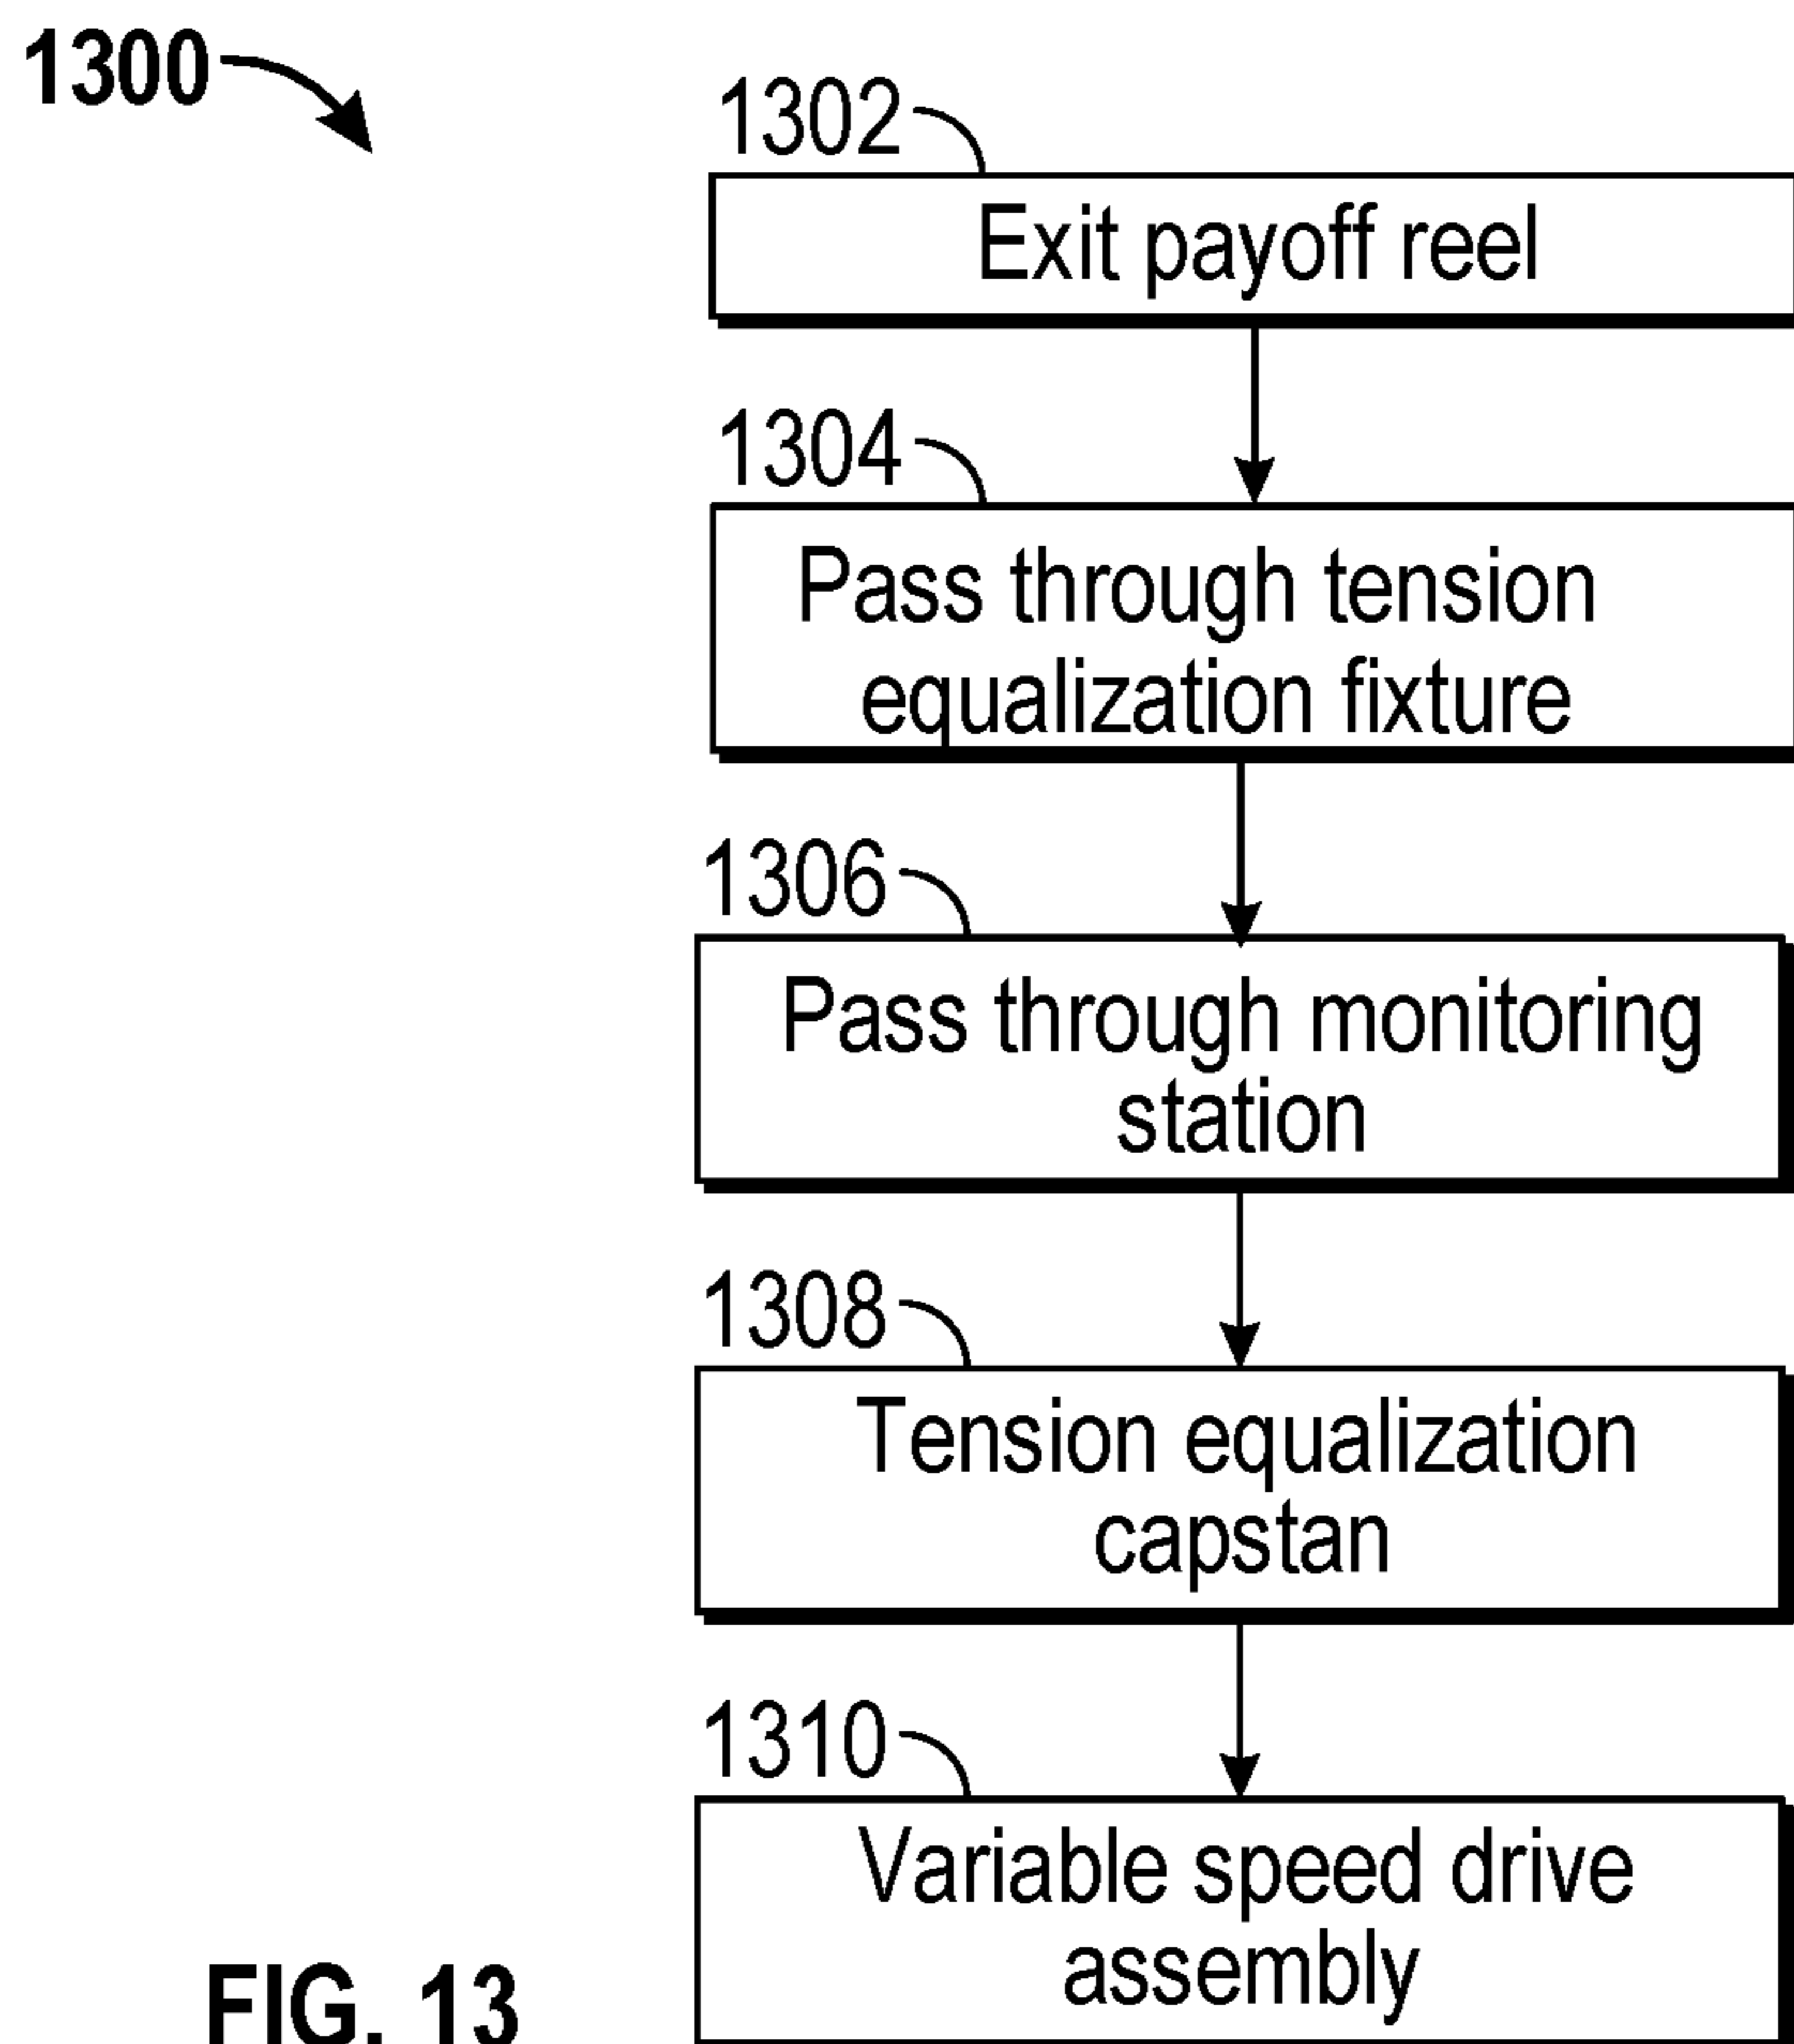 1300
1302
Exit payoff reel
1304
Pass through tension
equalization fixture
1306
Pass through monitoring
station
1308
Tension equalization
capstan
1310
Variable speed drive
assembly
FIG. 13